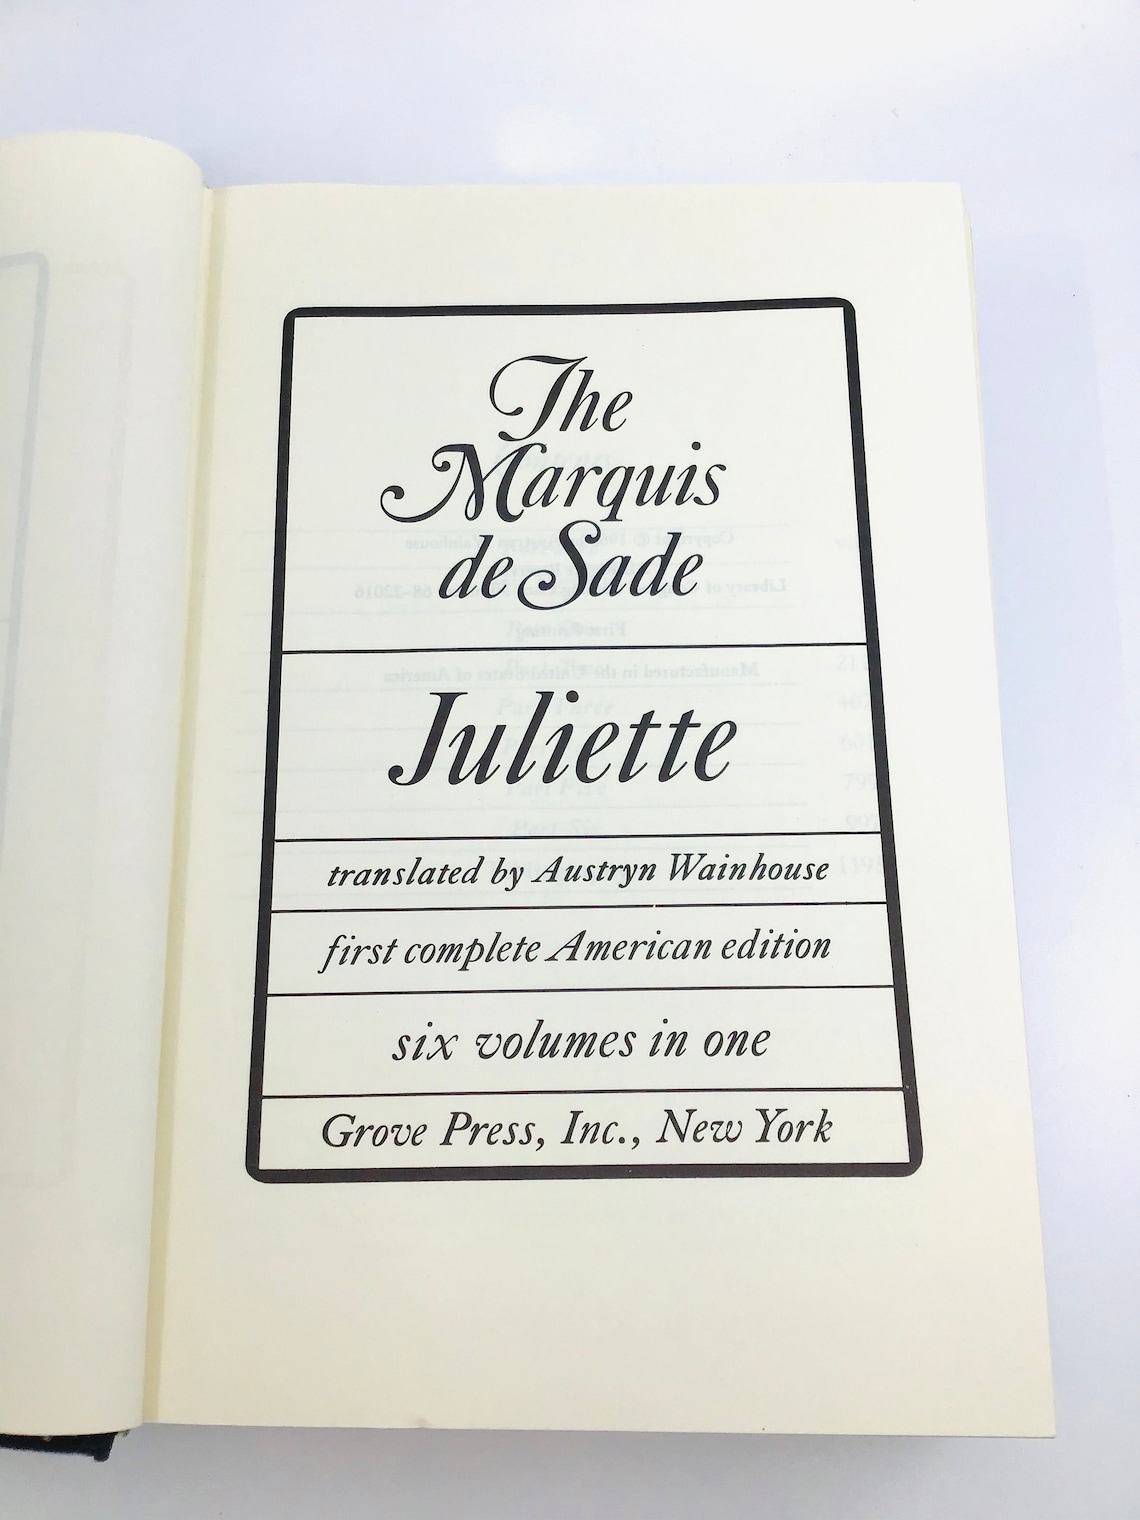 The
Marquis
de Sade
Juliette
translated by Austryn Wainhouse
first complete American edition
six volumes in one
Grove Press, Inc., New York